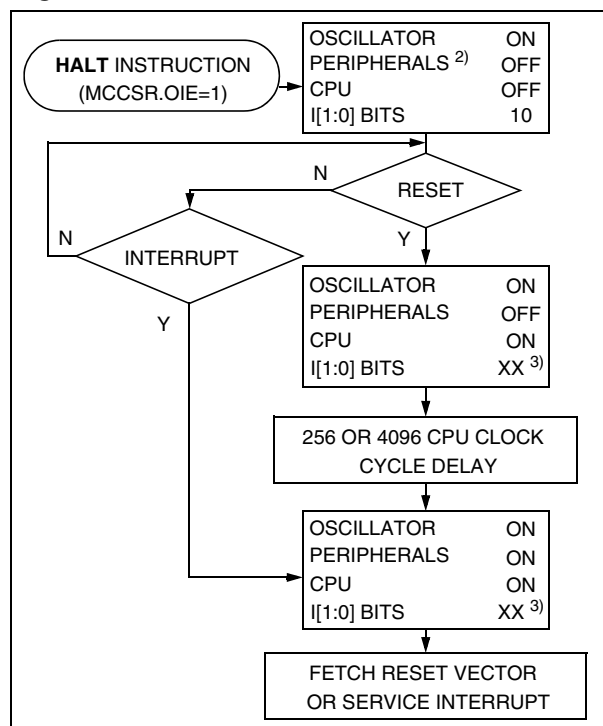 HALT INSTRUCTION
(MCCSR.OIE=1)
OSCILLATOR ON
PERIPHERALS 2) OFF
CPU OFF
I[1:0] BITS 10
RESET
N
Y
INTERRUPT
N
Y
OSCILLATOR ON
PERIPHERALS OFF
CPU ON
I[1:0] BITS XX 3)
256 OR 4096 CPU CLOCK
CYCLE DELAY
OSCILLATOR ON
PERIPHERALS ON
CPU ON
I[1:0] BITS XX 3)
FETCH RESET VECTOR
OR SERVICE INTERRUPT